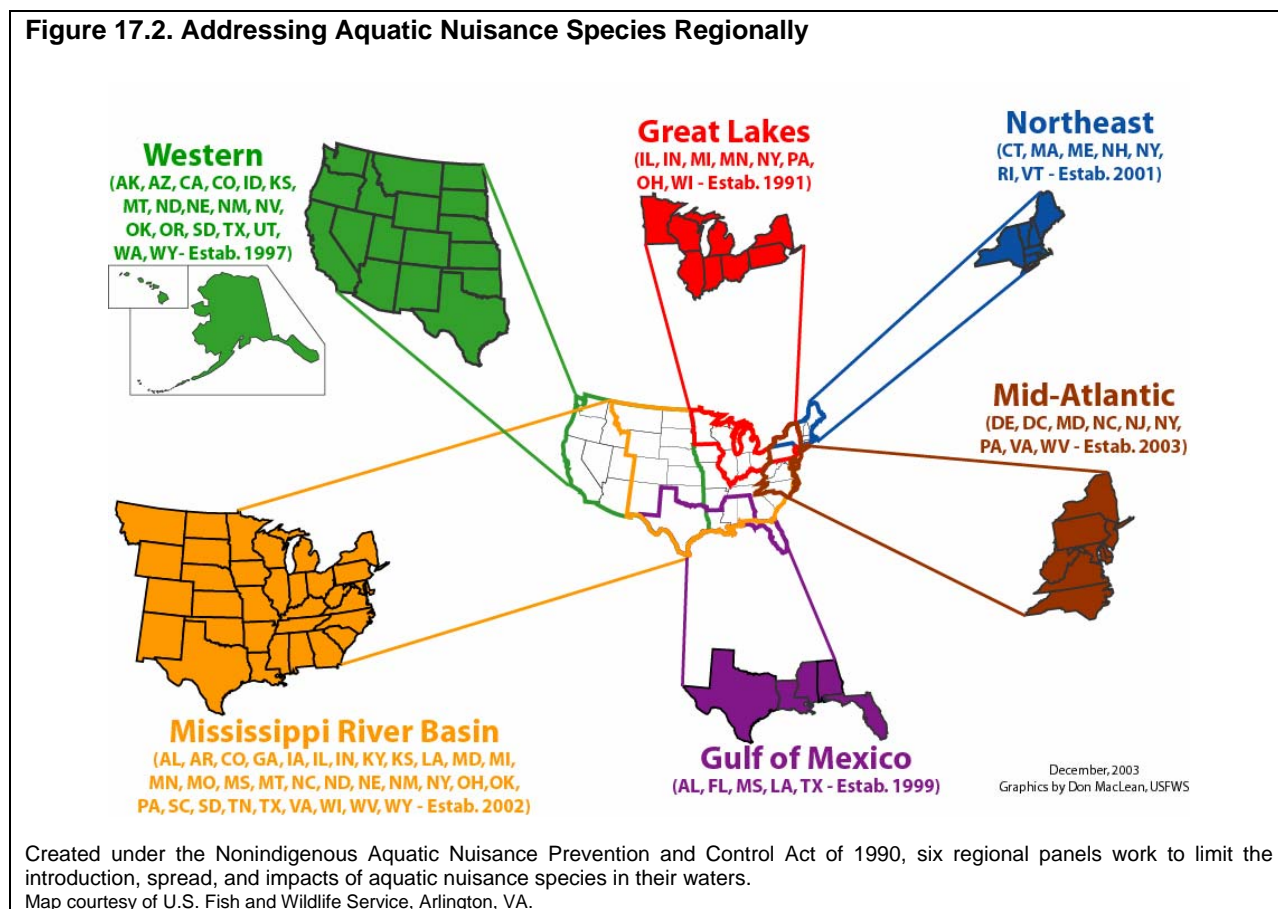 Figure 17.2. Addressing Aquatic Nuisance Species Regionally
Western
(AK, AZ, CA, CO, ID, KS,
MT, ND,NE, NM, NV,
OK, OR, SD, TX, UT,
WA, WY- Estab. 1997)
Great Lakes
(IL, IN, MI, MN, NY, PA,
OH, WI - Estab. 1991)
Northeast
(CT, MA, ME, NH, NY,
RI, VT - Estab. 2001)
Mid-Atlantic
(DE, DC, MD, NC, NJ, NY,
PA, VA, WV - Estab. 2003)
Mississippi River Basin
(AL, AR, CO, GA, IA, IL, IN, KY, KS, LA, MD, MI,
MN, MO, MS, MT, NC, ND, NE, NM, NY, OH,OK,
PA, SC, SD, TN, TX, VA, WI, WV, WY - Estab. 2002)
Gulf of Mexico
(AL, FL, MS, LA, TX - Estab. 1999)
December, 2003
Graphics by Don MacLean, USFWS
Created under the Nonindigenous Aquatic Nuisance Prevention and Control Act of 1990, six regional panels work to limit the
introduction, spread, and impacts of aquatic nuisance species in their waters.
Map courtesy of U.S. Fish and Wildlife Service, Arlington, VA.